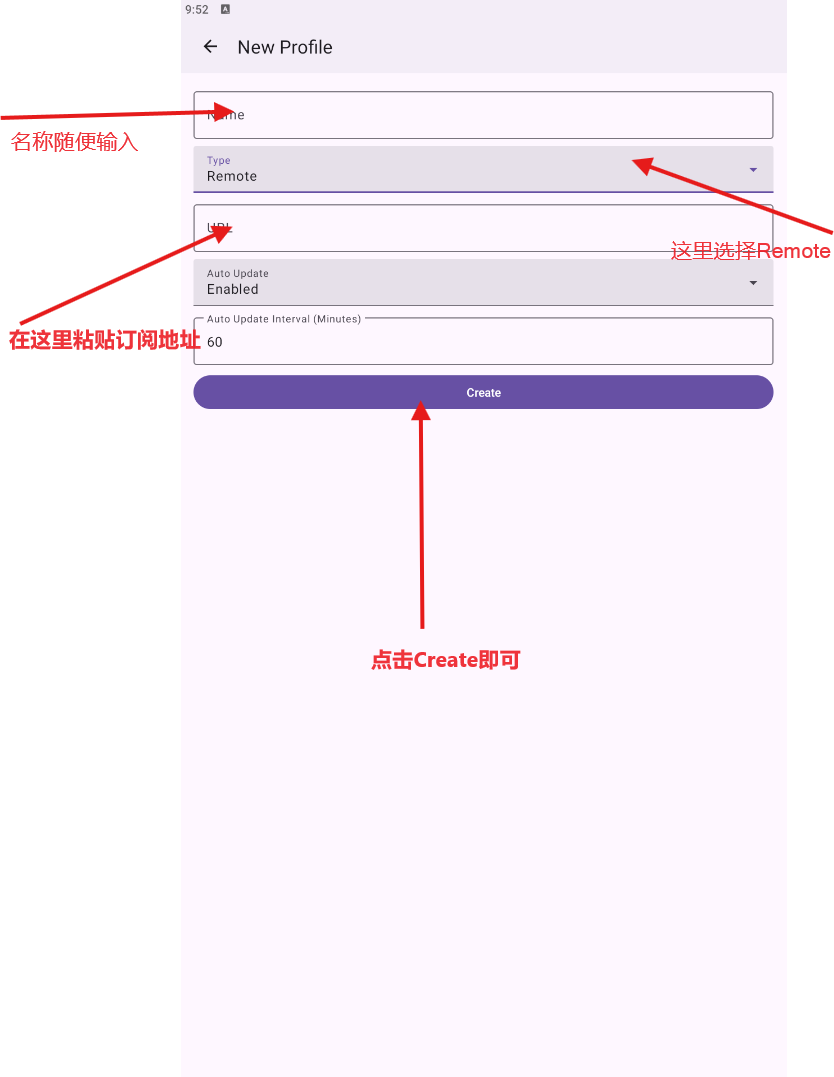 9:52
New Profile
Name
名称随便输入
Type
Remote
URL
这里选择Remote
Auto Update
Enabled
Auto Update Interval (Minutes)
在这里粘贴订阅地址
60
Create
点击Create即可